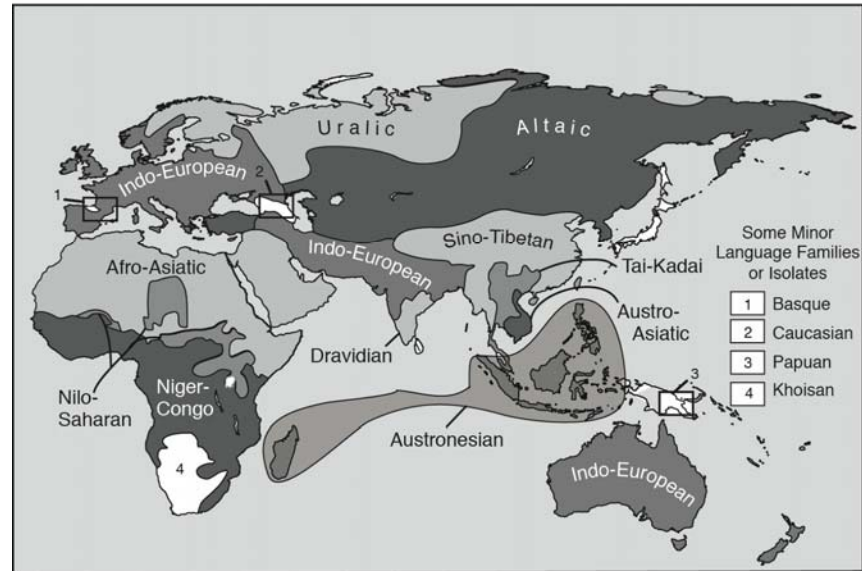 Uralic
Altaic
Indo-European
2
1
Sino-Tibetan
Indo-European
Afro-Asiatic
Tai-Kadai
Austro-
Asiatic
Dravidian
Nilo-
Saharan
Niger-
Congo
Austronesian
3
4
Indo-European
Some Minor
Language Families
or Isolates
1 Basque
2 Caucasian
3 Papuan
4 Khoisan